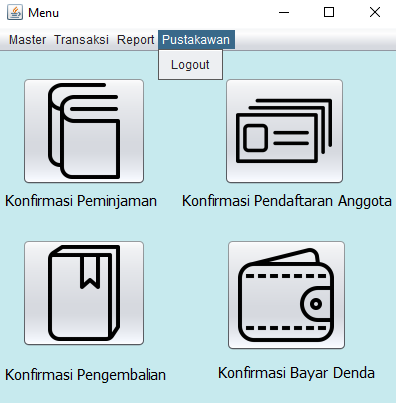 Menu
Master Transaksi Report Pustakawan
Logout
Konfirmasi Peminjaman
Konfirmasi Pendaftaran Anggota
Konfirmasi Pengembalian
Konfirmasi Bayar Denda